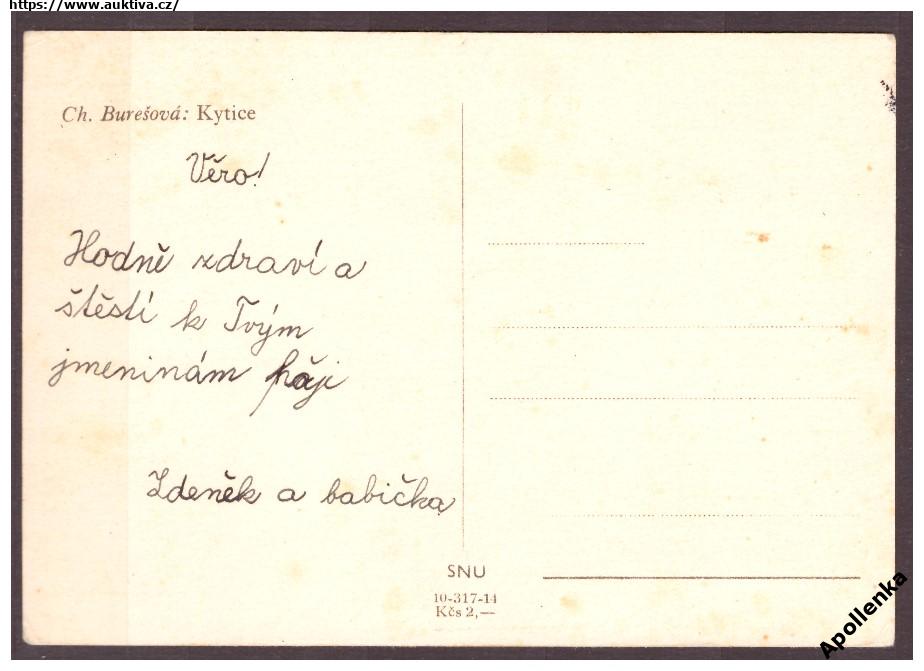 https://www.auktiva.cz/
Ch. Burešová: Kytice
Věro!
Hodně zdraví a
štěstí k Tvým
jmeninám přeji
Zdeněk a babička
SNU
10-317-14
Kčs 2,—
Apollenka